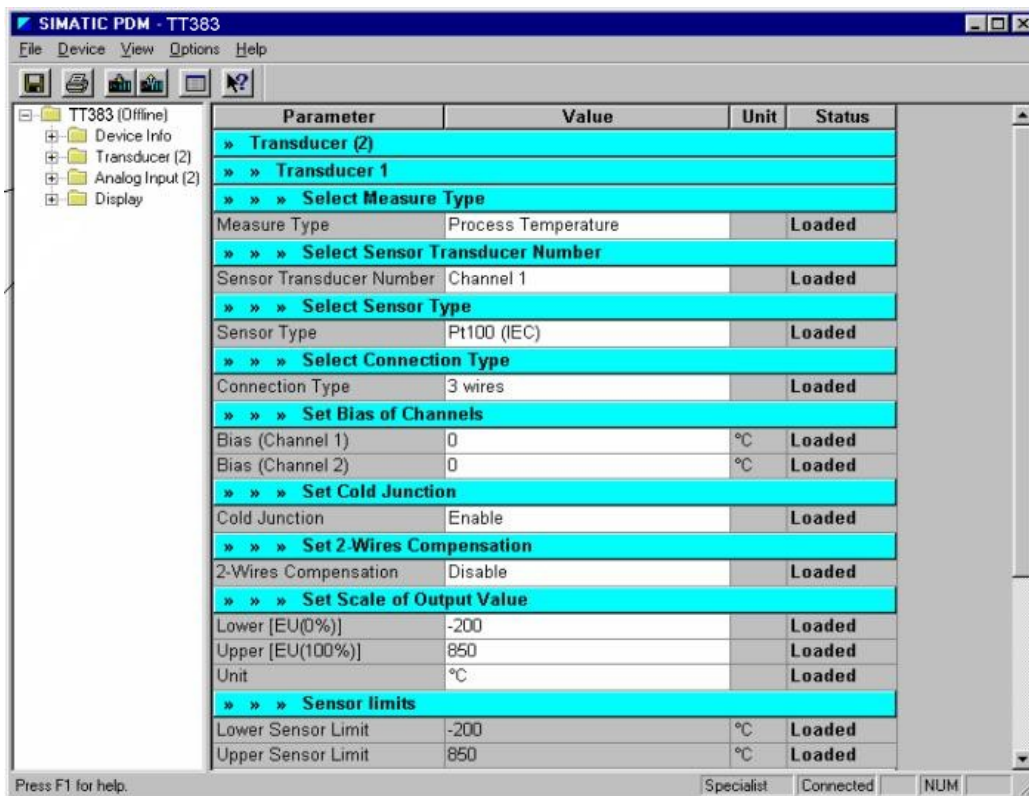 SIMATIC PDM - TT383
File Device View Options Help
TT383 (Offline)
Device Info
Transducer (2)
Analog Input (2)
Display
Parameter Value Unit Status
» Transducer (2)
» » Transducer 1
» » » Select Measure Type
Measure Type Process Temperature Loaded
» » » Select Sensor Transducer Number
Sensor Transducer Number Channel 1 Loaded
» » » Select Sensor Type
Sensor Type Pt100 (IEC) Loaded
» » » Select Connection Type
Connection Type 3 wires Loaded
» » » Set Bias of Channels
Bias (Channel 1) 0 °C Loaded
Bias (Channel 2) 0 °C Loaded
» » » Set Cold Junction
Cold Junction Enable Loaded
» » » Set 2-Wires Compensation
2-Wires Compensation Disable Loaded
» » » Set Scale of Output Value
Lower [EU(0%)] -200 Loaded
Upper [EU(100%)] 850 Loaded
Unit °C Loaded
» » » Sensor limits
Lower Sensor Limit -200 °C Loaded
Upper Sensor Limit 850 °C Loaded
Press F1 for help. Specialist Connected NUM